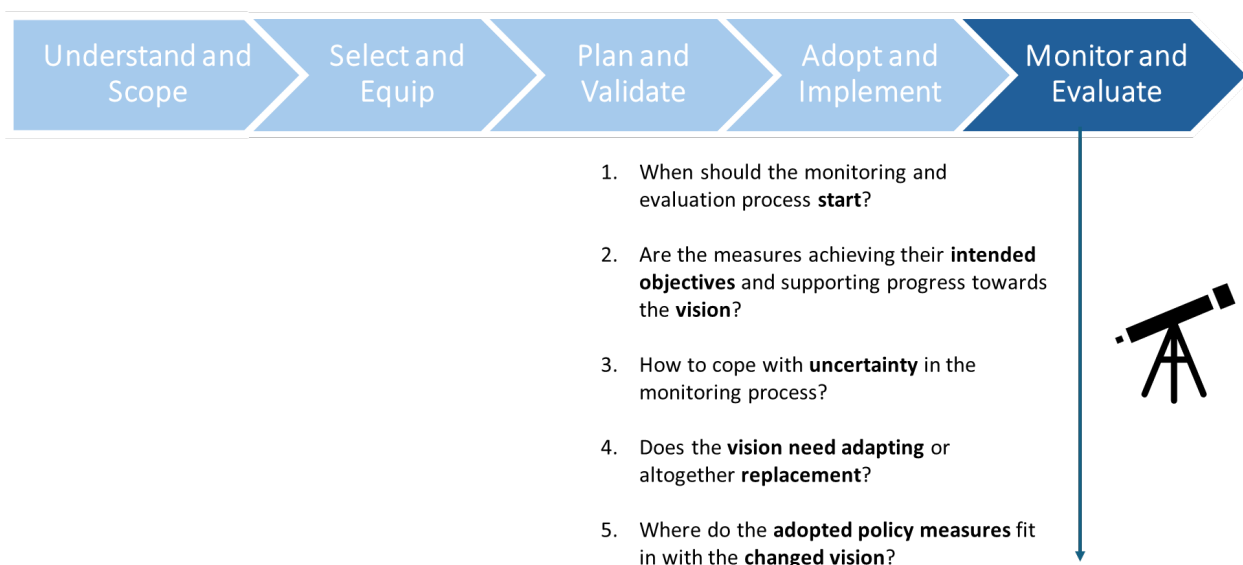 Understand and
Scope
Select and
Equip
Plan and
Validate
Adopt and
Implement
Monitor and
Evaluate
1. When should the monitoring and
evaluation process start?
2. Are the measures achieving their intended
objectives and supporting progress towards
the vision?
3. How to cope with uncertainty in the
monitoring process?
4. Does the vision need adapting or
altogether replacement?
5. Where do the adopted policy measures fit
in with the changed vision?